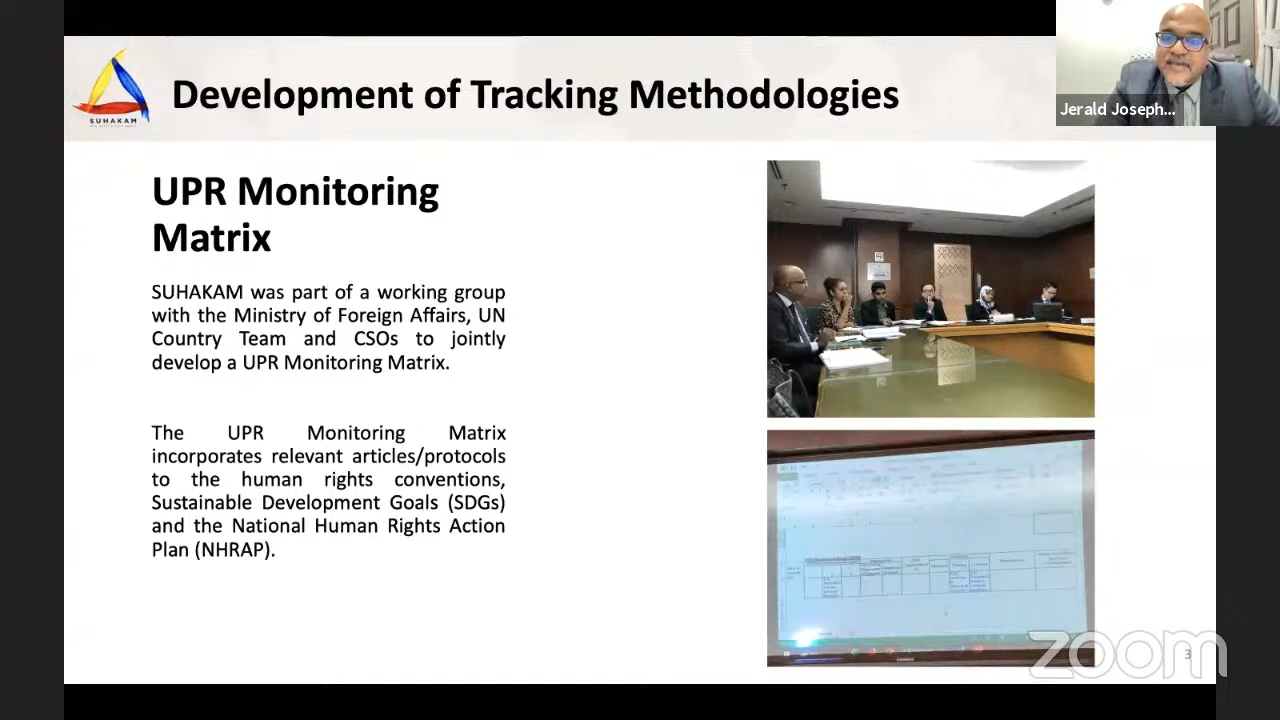 Jerald Joseph...
SUHAKAM
Development of Tracking Methodologies
UPR Monitoring
Matrix
SUHAKAM was part of a working group
with the Ministry of Foreign Affairs, UN
Country Team and CSOs to jointly
develop a UPR Monitoring Matrix.
The UPR Monitoring Matrix
incorporates relevant articles/protocols
to the human rights conventions,
Sustainable Development Goals (SDGs)
and the National Human Rights Action
Plan (NHRAP).
zoom
3